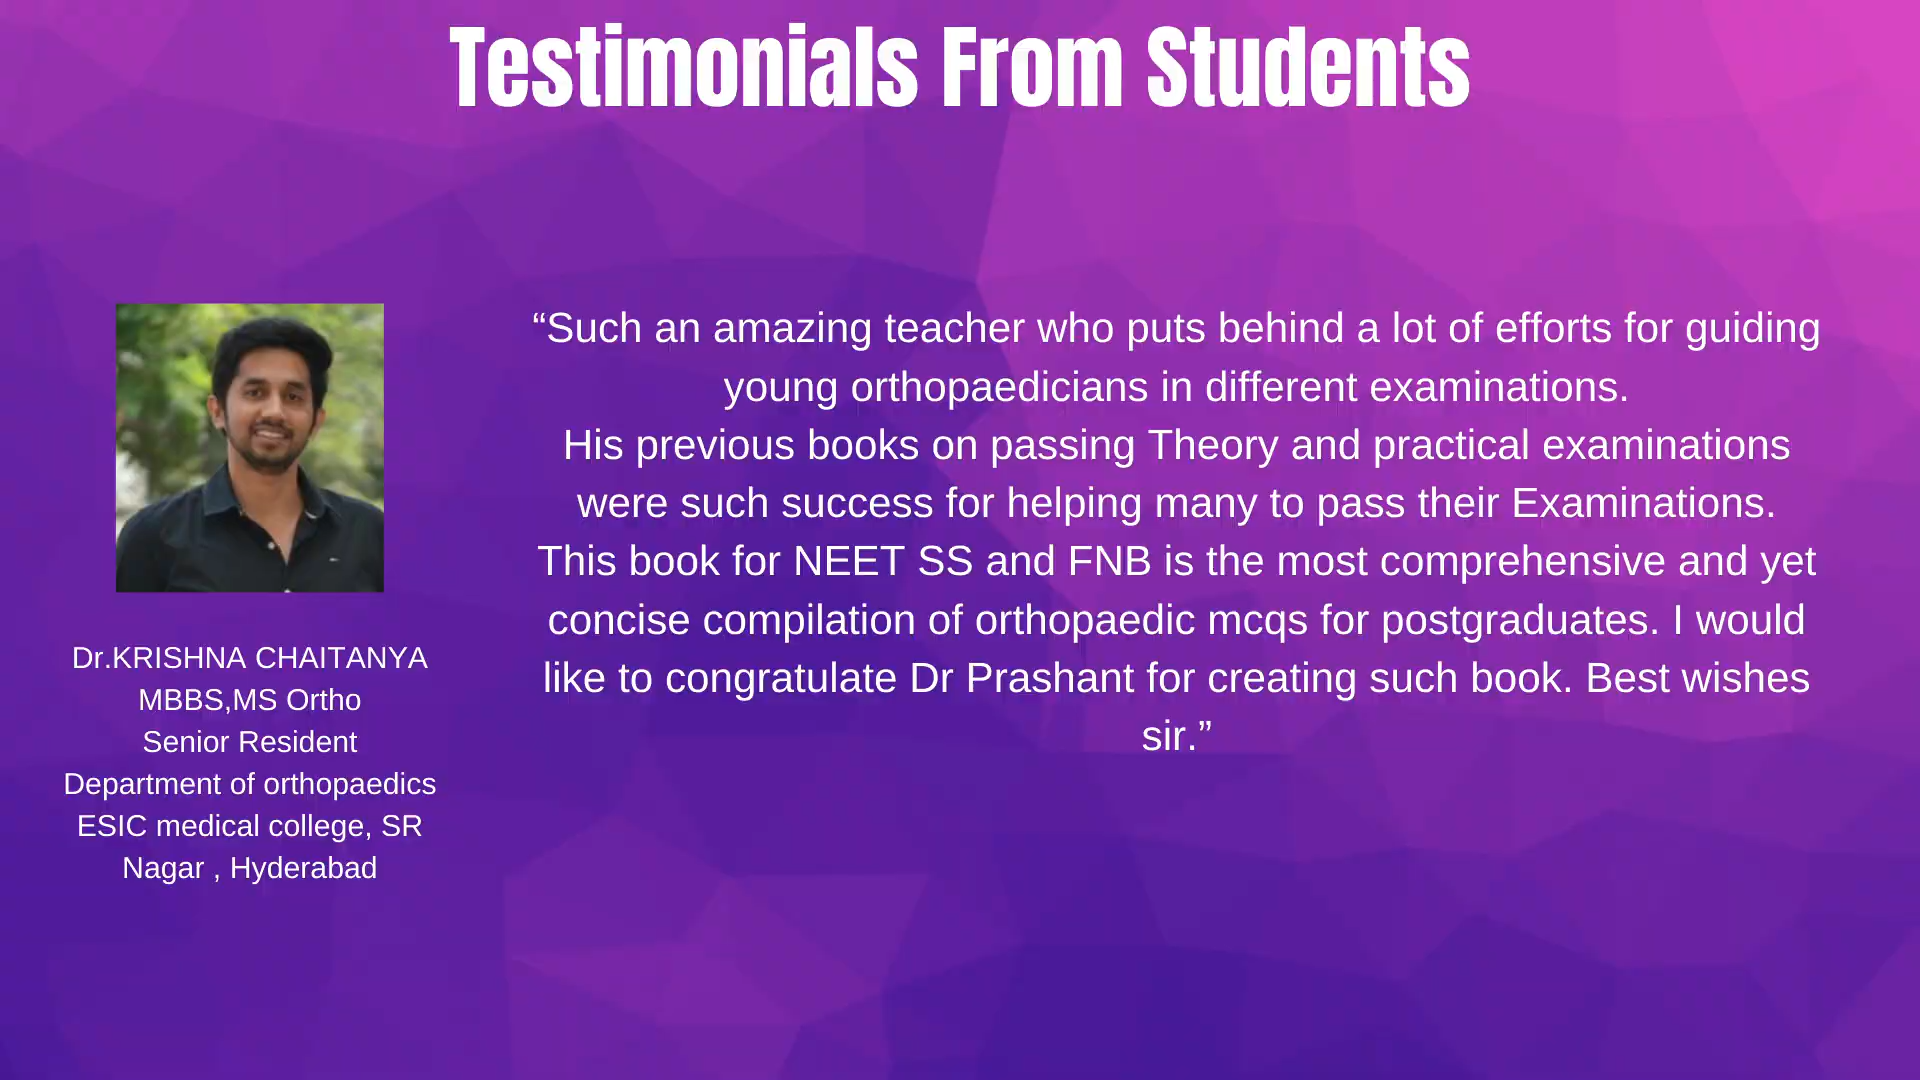 Testimonials From Students
“Such an amazing teacher who puts behind a lot of efforts for guiding
young orthopaedicians in different examinations.
His previous books on passing Theory and practical examinations
were such success for helping many to pass their Examinations.
This book for NEET SS and FNB is the most comprehensive and yet
concise compilation of orthopaedic mcqs for postgraduates. I would
like to congratulate Dr Prashant for creating such book. Best wishes
sir.”
Dr.KRISHNA CHAITANYA
MBBS,MS Ortho
Senior Resident
Department of orthopaedics
ESIC medical college, SR
Nagar , Hyderabad